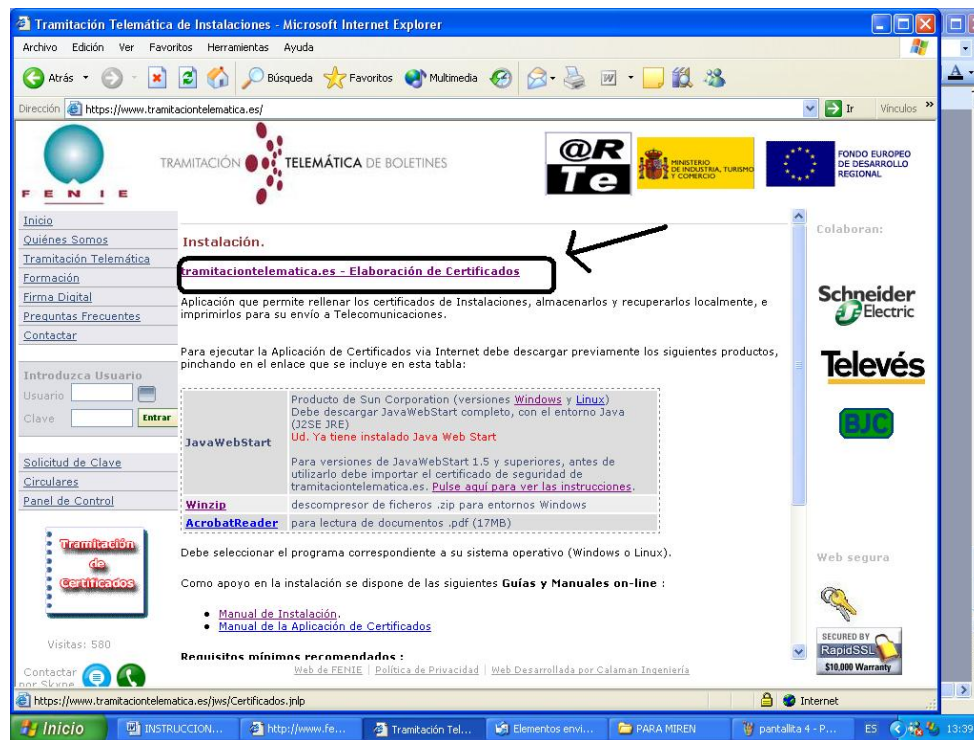 Tramitación Telemática de Instalaciones - Microsoft Internet Explorer
Archivo Edición Ver Favoritos Herramientas Ayuda
Atrás Búsqueda Favoritos Multimedia
Dirección https://www.tramitaciontelematica.es/ Ir Vínculos »
FENIE
TRAMITACIÓN TELEMÁTICA DE BOLETINES
@R
Te
MINISTERIO
DE INDUSTRIA, TURISMO
Y COMERCIO
FONDO EUROPEO
DE DESARROLLO
REGIONAL
Inicio
Quiénes Somos
Tramitación Telemática
Formación
Firma Digital
Preguntas Frecuentes
Contactar
Introduzca Usuario
Usuario
Clave Entrar
Solicitud de Clave
Circulares
Panel de Control
Tramitación
de
Certificados
Visitas: 580
Contactar
por Skype
Instalación.
tramitaciontelematica.es - Elaboración de Certificados
Aplicación que permite rellenar los certificados de Instalaciones, almacenarlos y recuperarlos localmente, e
imprimirlos para su envío a Telecomunicaciones.
Para ejecutar la Aplicación de Certificados via Internet debe descargar previamente los siguientes productos,
pinchando en el enlace que se incluye en esta tabla:
JavaWebStart
Producto de Sun Corporation (versiones Windows y Linux)
Debe descargar JavaWebStart completo, con el entorno Java
(J2SE JRE)
Ud. Ya tiene instalado Java Web Start
Para versiones de JavaWebStart 1.5 y superiores, antes de
utilizarlo debe importar el certificado de seguridad de
tramitaciontelematica.es. Pulse aquí para ver las instrucciones.
Winzip descompresor de ficheros .zip para entornos Windows
AcrobatReader para lectura de documentos .pdf (17MB)
Debe seleccionar el programa correspondiente a su sistema operativo (Windows o Linux).
Como apoyo en la instalación se dispone de las siguientes Guías y Manuales on-line :
Manual de Instalación.
Manual de la Aplicación de Certificados
Requisitos mínimos recomendados :
Web de FENIE | Política de Privacidad | Web Desarrollada por Calaman Ingeniería
Colaboran:
Schneider
Electric
Televés
BJC
Web segura
SECURED BY
RapidSSL
$10,000 Warranty
https://www.tramitaciontelematica.es/jws/Certificados.jnlp Internet
Inicio INSTRUCCION... http://www.fe... Tramitación Tel... Elementos envi... PARA MIREN pantallita 4 - P... ES 13:39